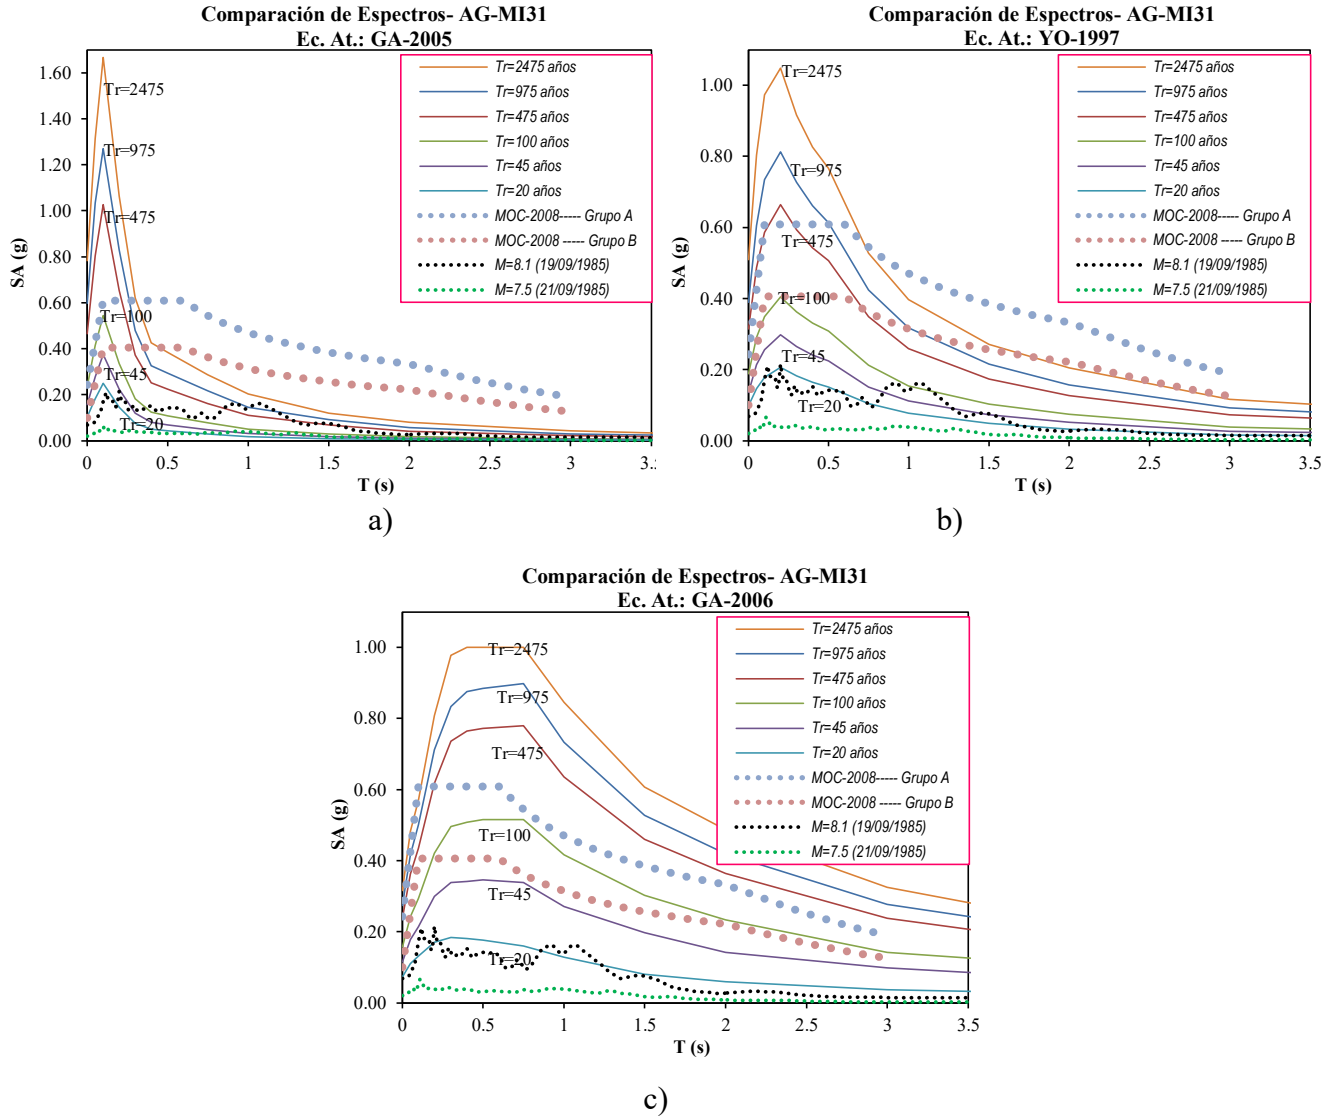 Comparación de Espectros- AG-MI31
Ec. At.: GA-2005
SA (g)
1.60
1.40
1.20
1.00
0.80
0.60
0.40
0.20
0.00
Tr=2475
Tr=975
Tr=475
Tr=100
Tr=45
Tr=20
Tr=2475 años
Tr=975 años
Tr=475 años
Tr=100 años
Tr=45 años
Tr=20 años
MOC-2008----- Grupo A
MOC-2008 ----- Grupo B
M=8.1 (19/09/1985)
M=7.5 (21/09/1985)
0 0.5 1 1.5 2 2.5 3 3.5
T (s)
a)
Comparación de Espectros- AG-MI31
Ec. At.: YO-1997
SA (g)
1.00
0.80
0.60
0.40
0.20
0.00
Tr=2475
Tr=975
Tr=475
Tr=100
Tr=45
Tr=20
Tr=2475 años
Tr=975 años
Tr=475 años
Tr=100 años
Tr=45 años
Tr=20 años
MOC-2008----- Grupo A
MOC-2008 ----- Grupo B
M=8.1 (19/09/1985)
M=7.5 (21/09/1985)
0 0.5 1 1.5 2 2.5 3 3.5
T (s)
b)
Comparación de Espectros- AG-MI31
Ec. At.: GA-2006
SA (g)
1.00
0.80
0.60
0.40
0.20
0.00
Tr=2475
Tr=975
Tr=475
Tr=100
Tr=45
Tr=20
Tr=2475 años
Tr=975 años
Tr=475 años
Tr=100 años
Tr=45 años
Tr=20 años
MOC-2008----- Grupo A
MOC-2008 ----- Grupo B
M=8.1 (19/09/1985)
M=7.5 (21/09/1985)
0 0.5 1 1.5 2 2.5 3 3.5
T (s)
c)